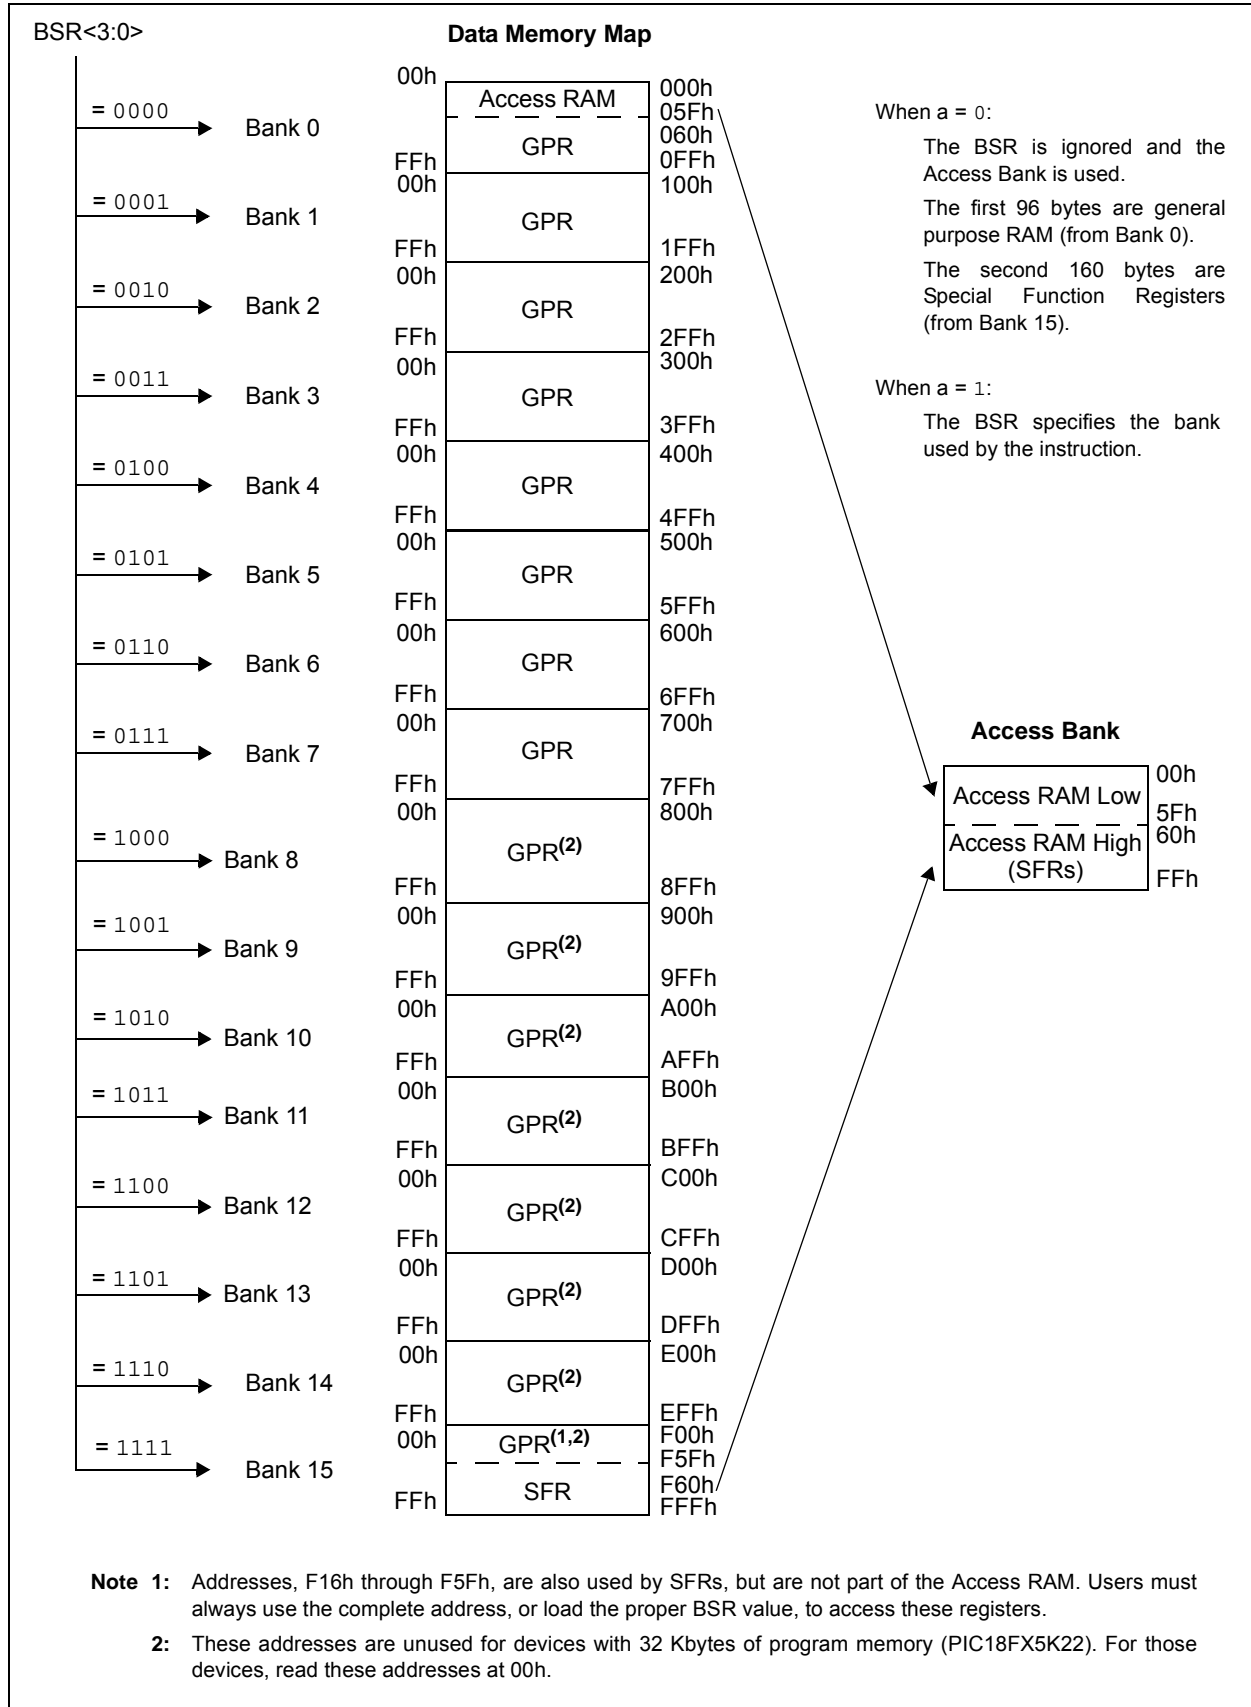 BSR<3:0>
Data Memory Map
00h
Access RAM
000h
= 0000
05Fh
When a = 0:
Bank 0
060h
GPR
The BSR is ignored and the
FFh
0FFh
Access Bank is used.
00h
100h
= 0001
The first 96 bytes are general
Bank 1
GPR
purpose RAM (from Bank 0).
FFh
1FFh
00h
200h
The second 160 bytes are
= 0010
Special Function Registers
Bank 2
GPR
(from Bank 15).
FFh
2FFh
00h
300h
= 0011
When a = 1:
Bank 3
GPR
The BSR specifies the bank
FFh
3FFh
used by the instruction.
00h
400h
= 0100
Bank 4
GPR
FFh
4FFh
00h
500h
= 0101
Bank 5
GPR
FFh
5FFh
00h
600h
= 0110
Bank 6
GPR
FFh
6FFh
00h
700h
= 0111
Access Bank
Bank 7
GPR
00h
FFh
7FFh
Access RAM Low
00h
800h
5Fh
= 1000
60h
Access RAM High
Bank 8
GPR(2)
(SFRs)
FFh
8FFh
FFh
00h
900h
= 1001
Bank 9
GPR(2)
FFh
9FFh
00h
A00h
= 1010
Bank 10
GPR(2)
FFh
AFFh
00h
B00h
= 1011
Bank 11
GPR(2)
FFh
BFFh
00h
C00h
= 1100
Bank 12
GPR(2)
FFh
CFFh
00h
D00h
= 1101
Bank 13
GPR(2)
FFh
DFFh
00h
E00h
= 1110
Bank 14
GPR(2)
FFh
EFFh
00h
F00h
= 1111
GPR(1,2)
F5Fh
Bank 15
F60h
SFR
FFh
FFFh
Note 1: Addresses, F16h through F5Fh, are also used by SFRs, but are not part of the Access RAM. Users must
always use the complete address, or load the proper BSR value, to access these registers.
2: These addresses are unused for devices with 32 Kbytes of program memory (PIC18FX5K22). For those
devices, read these addresses at 00h.